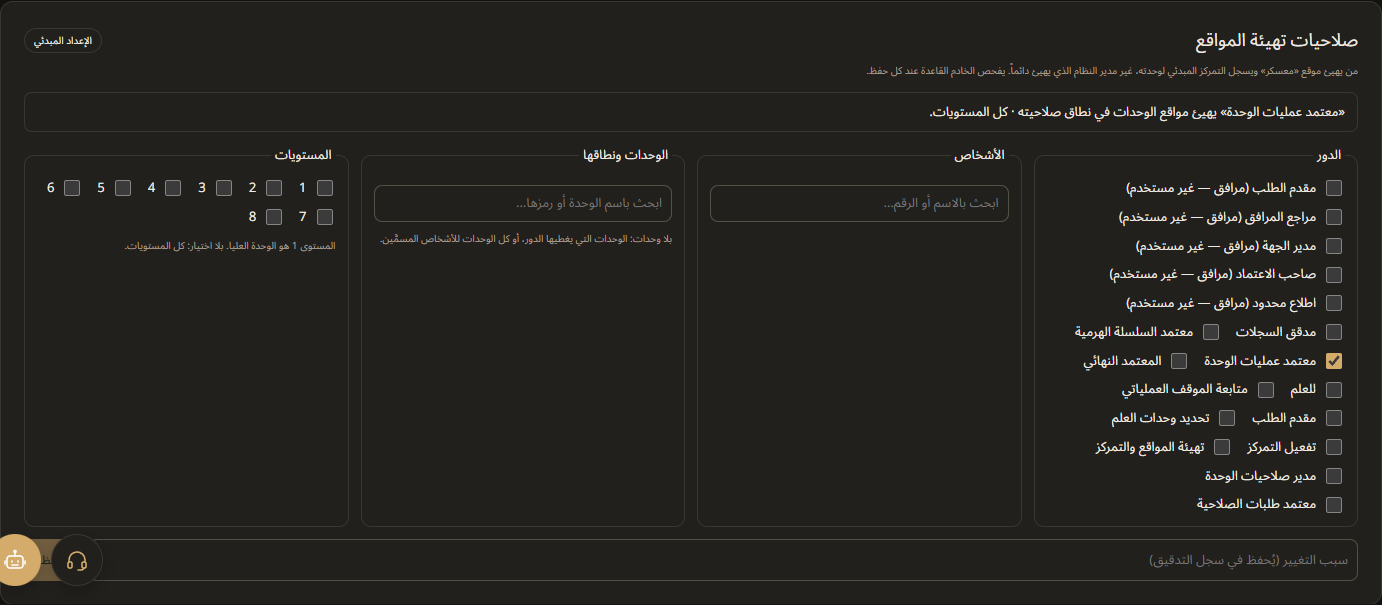 صلاحيات تهيئة المواقع
الإعداد المبدئي
من يهيئ موقع «معسكر» ويسجل التمركز المبدئي لوحدته، غير مدير النظام الذي يهيئ دائماً. يفحص الخادم القاعدة عند كل حفظ.
«معتمد عمليات الوحدة» يهيئ مواقع الوحدات في نطاق صلاحيته · كل المستويات.
الدور
مقدم الطلب (مرافق — غير مستخدم)
مراجع المرافق (مرافق — غير مستخدم)
مدير الجهة (مرافق — غير مستخدم)
صاحب الاعتماد (مرافق — غير مستخدم)
اطلاع محدود (مرافق — غير مستخدم)
مدقق السجلات معتمد السلسلة الهرمية
معتمد عمليات الوحدة المعتمد النهائي
للعلم متابعة الموقف العملياتي
مقدم الطلب تحديد وحدات العلم
تفعيل التمركز تهيئة المواقع والتمركز
مدير صلاحيات الوحدة
معتمد طلبات الصلاحية
الأشخاص
ابحث بالاسم أو الرقم...
الوحدات ونطاقها
ابحث باسم الوحدة أو رمزها...
بلا وحدات: الوحدات التي يغطيها الدور، أو كل الوحدات للأشخاص المسمَّين.
المستويات
1 2 3 4 5 6
7 8
المستوى 1 هو الوحدة العليا. بلا اختيار: كل المستويات.
سبب التغيير (يُحفظ في سجل التدقيق)